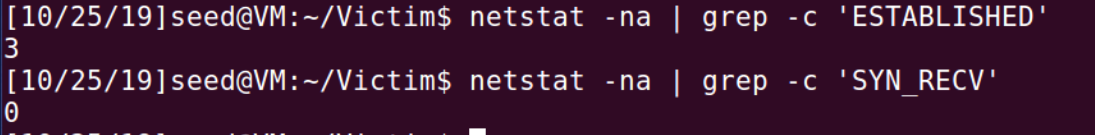 [10/25/19]seed@VM:~/Victim$ netstat -na | grep -c 'ESTABLISHED'
3
[10/25/19]seed@VM:~/Victim$ netstat -na | grep -c 'SYN_RECV'
0